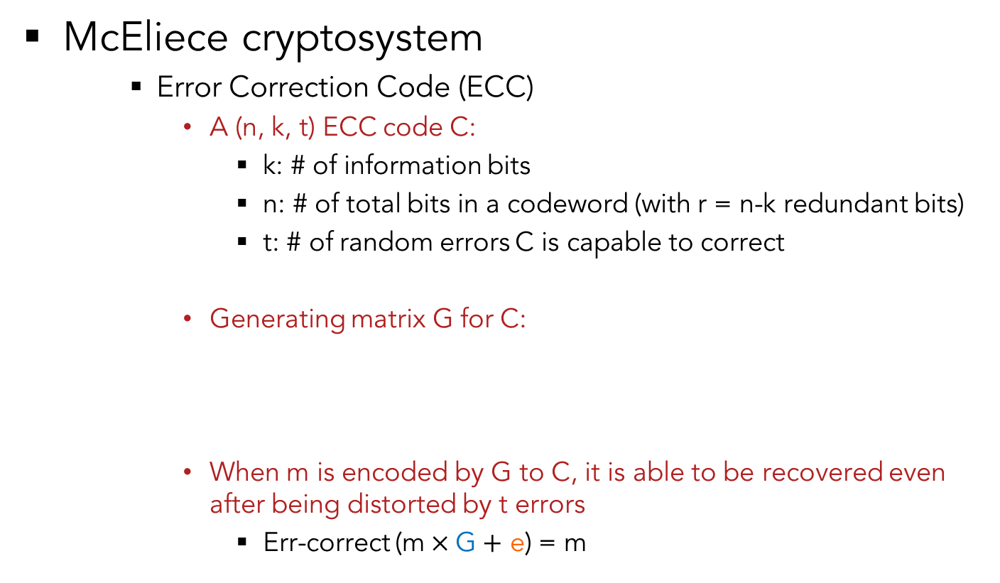 McEliece cryptosystem
Error Correction Code (ECC)
A (n, k, t) ECC code C:
k: # of information bits
n: # of total bits in a codeword (with r = n-k redundant bits)
t: # of random errors C is capable to correct
Generating matrix G for C:
When m is encoded by G to C, it is able to be recovered even
after being distorted by t errors
Err-correct (m × G + e) = m